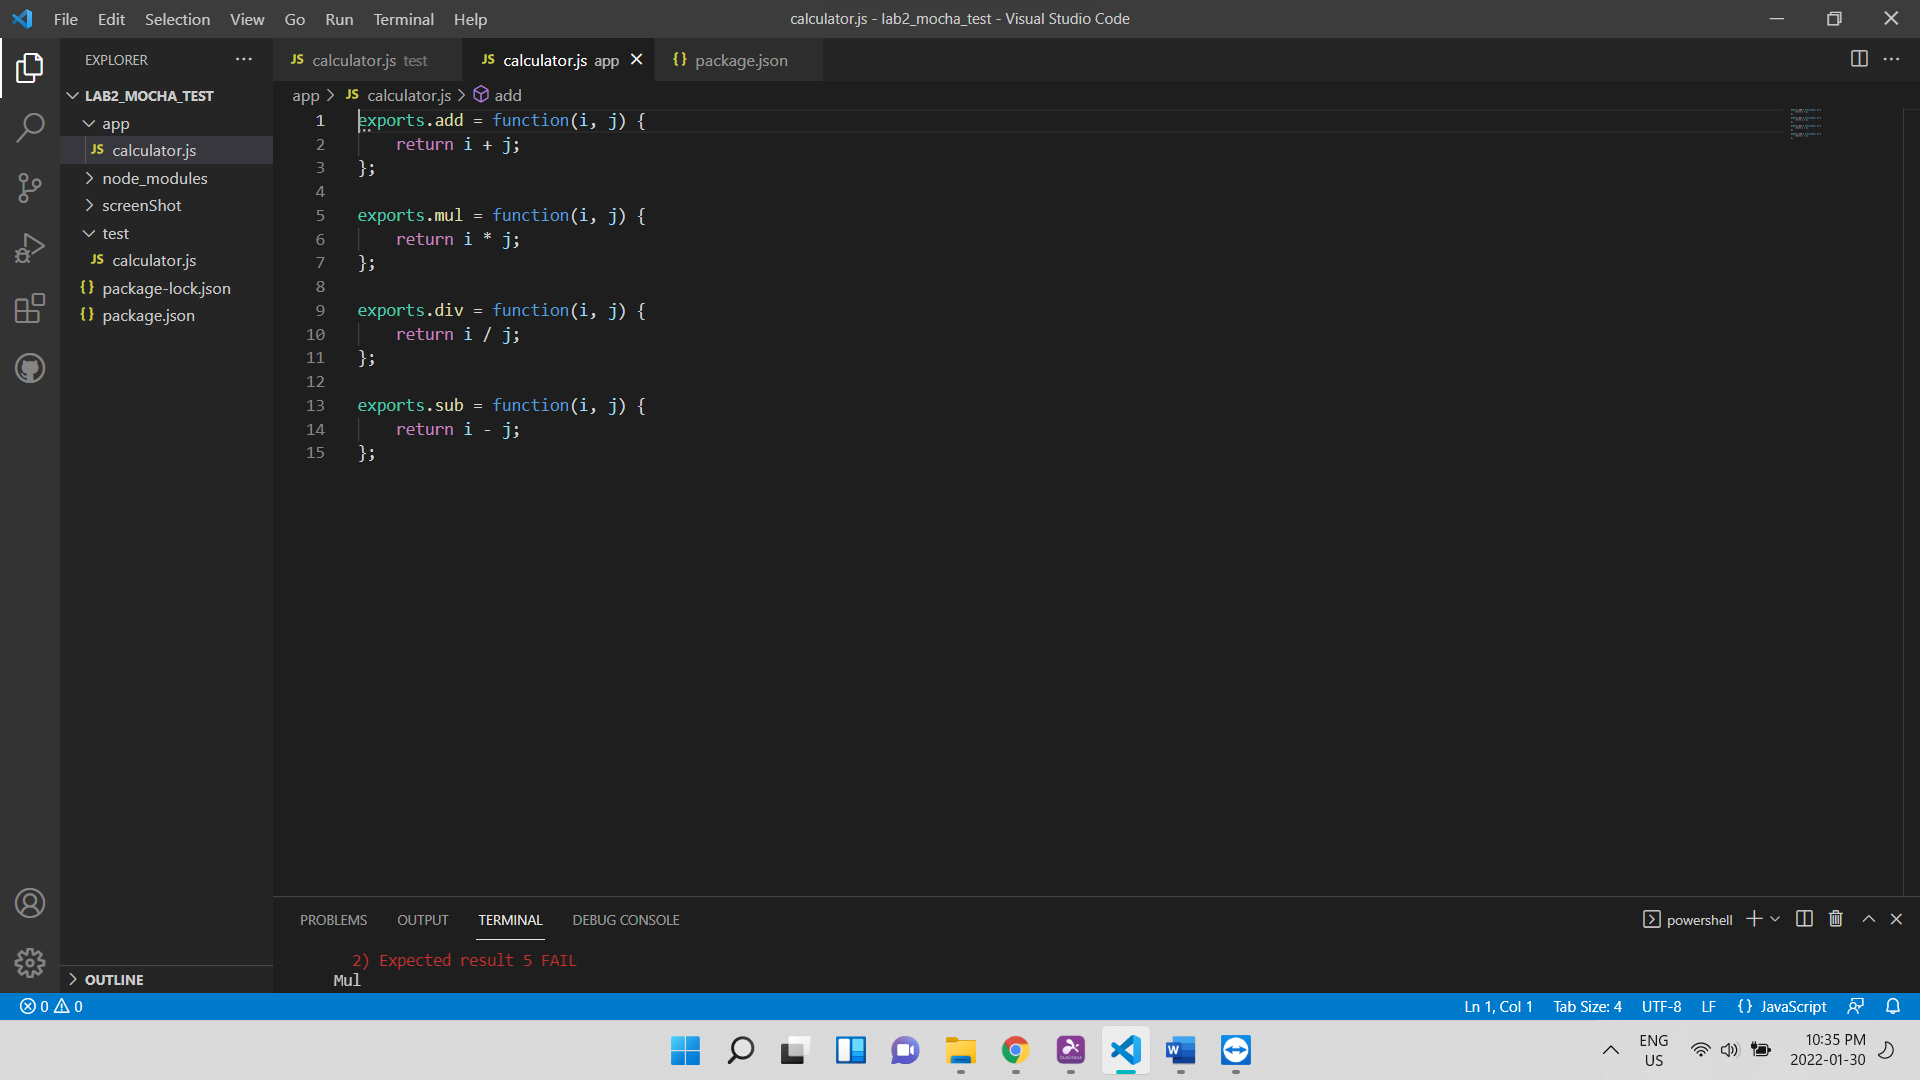 File Edit Selection View Go Run Terminal Help
calculator.js - lab2_mocha_test - Visual Studio Code
EXPLORER
LAB2_MOCHA_TEST
app
JS calculator.js
node_modules
screenShot
test
JS calculator.js
{} package-lock.json
{} package.json
OUTLINE
JS calculator.js test
JS calculator.js app
{} package.json
app > JS calculator.js > add
1 exports.add = function(i, j) {
2     return i + j;
3 };
4
5 exports.mul = function(i, j) {
6     return i * j;
7 };
8
9 exports.div = function(i, j) {
10     return i / j;
11 };
12
13 exports.sub = function(i, j) {
14     return i - j;
15 };
PROBLEMS OUTPUT TERMINAL DEBUG CONSOLE
powershell
2) Expected result 5 FAIL
Mul
0 0
Ln 1, Col 1 Tab Size: 4 UTF-8 LF {} JavaScript
W
ENG
US
10:35 PM
2022-01-30